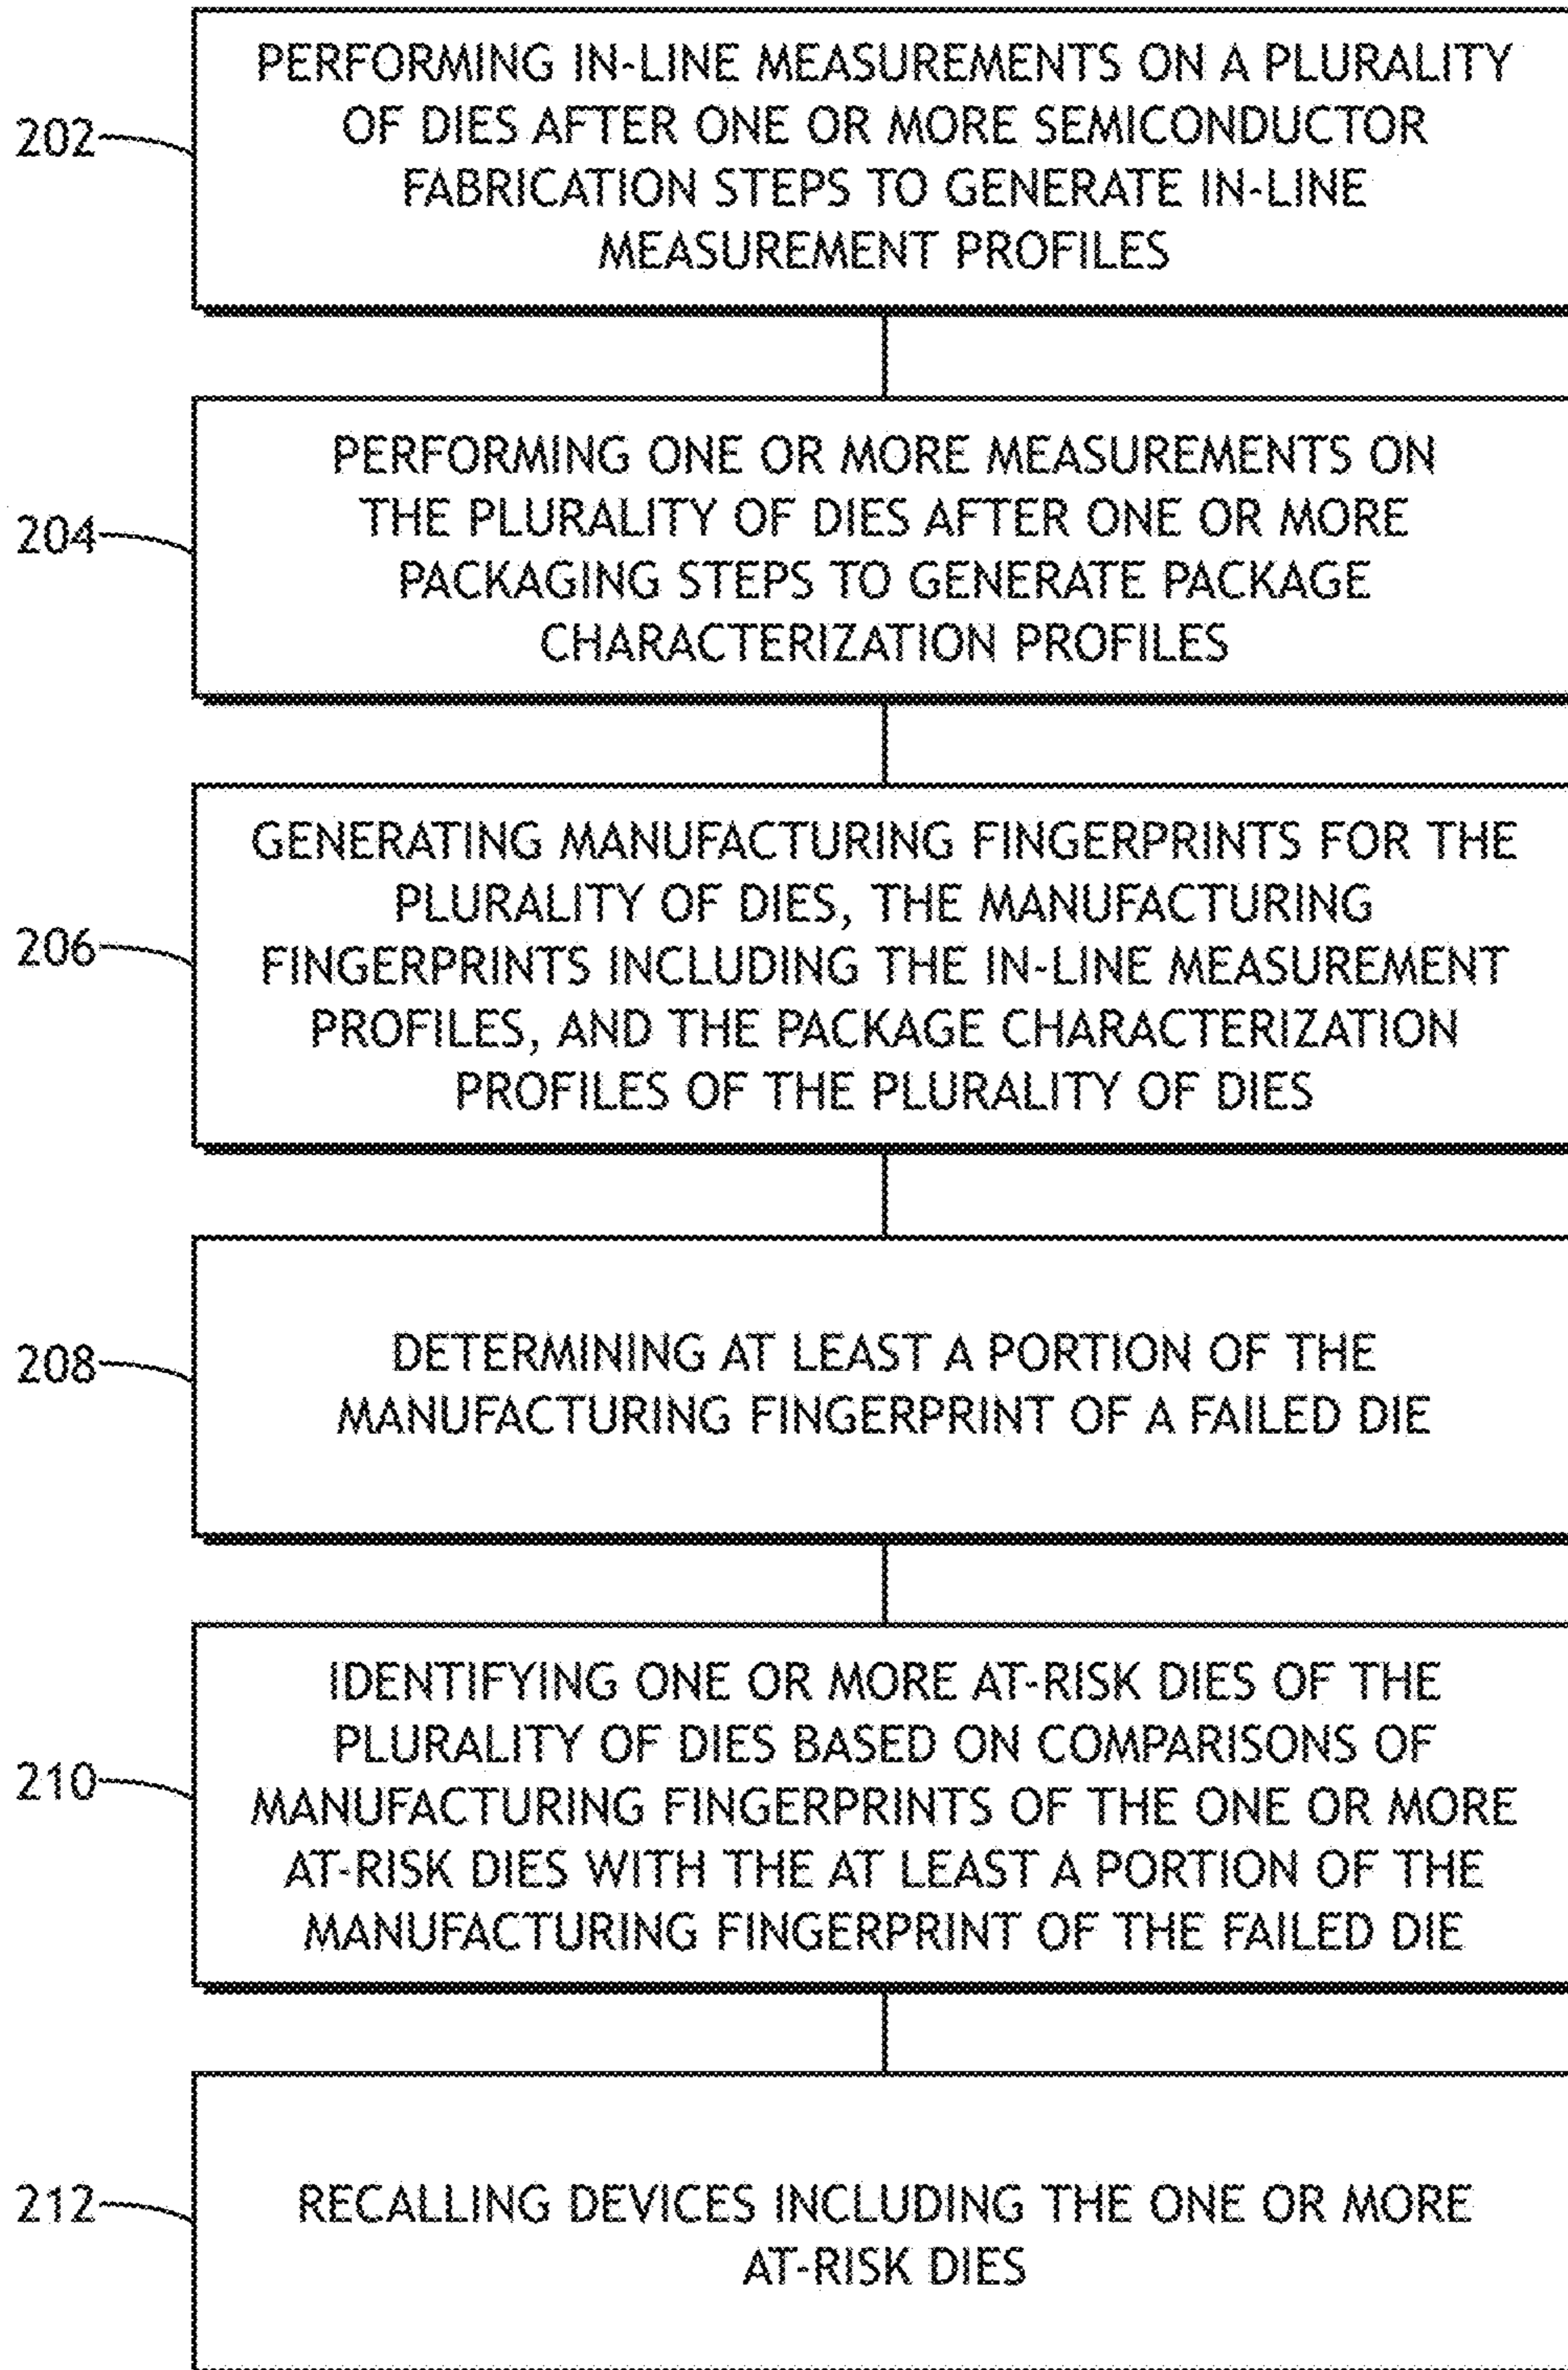 PERFORMING IN-LINE MEASUREMENTS ON A PLURALITY
OF DIES AFTER ONE OR MORE SEMICONDUCTOR
202
FABRICATION STEPS TO GENERATE IN-LINE
MEASUREMENT PROFILES
PERFORMING ONE OR MORE MEASUREMENTS ON
THE PLURALITY OF DIES AFTER ONE OR MORE
204
PACKAGING STEPS TO GENERATE PACKAGE
CHARACTERIZATION PROFILES
GENERATING MANUFACTURING FINGERPRINTS FOR THE
PLURALITY OF DIES, THE MANUFACTURING
206
FINGERPRINTS INCLUDING THE IN-LINE MEASUREMENT
PROFILES, AND THE PACKAGE CHARACTERIZATION
PROFILES OF THE PLURALITY OF DIES
208
DETERMINING AT LEAST A PORTION OF THE
MANUFACTURING FINGERPRINT OF A FAILED DIE
IDENTIFYING ONE OR MORE AT-RISK DIES OF THE
PLURALITY OF DIES BASED ON COMPARISONS OF
210
MANUFACTURING FINGERPRINTS OF THE ONE OR MORE
AT-RISK DIES WITH THE AT LEAST A PORTION OF THE
MANUFACTURING FINGERPRINT OF THE FAILED DIE
212
RECALLING DEVICES INCLUDING THE ONE OR MORE
AT-RISK DIES